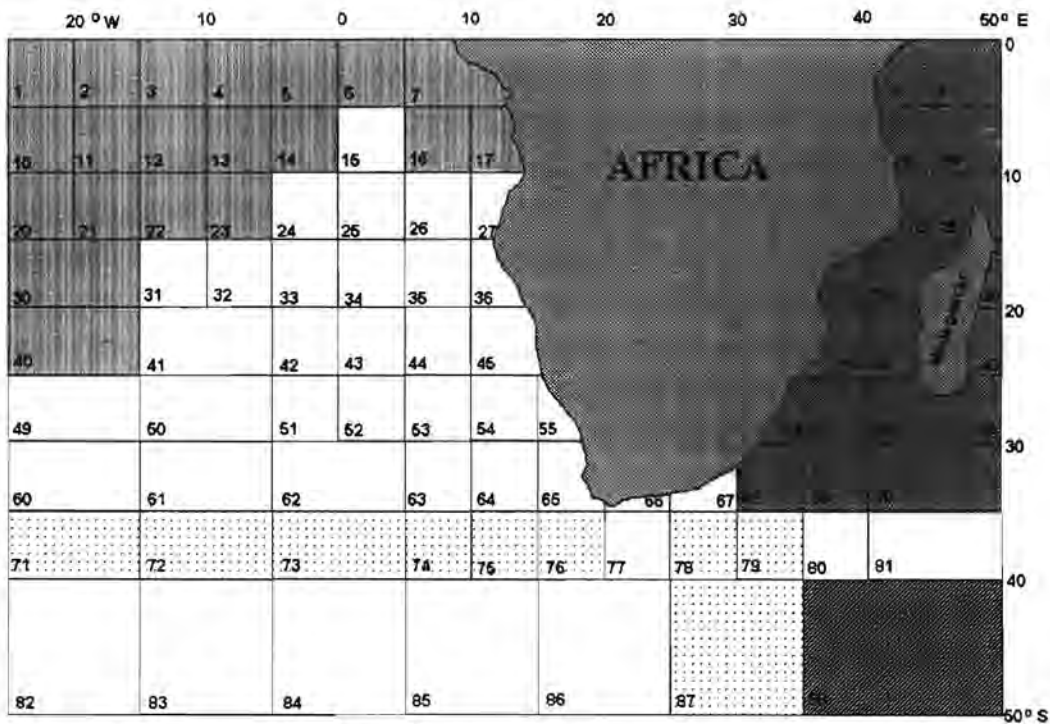 20 ° W 10 0 10 20 30 40 50° E
0
1 2 3 4 5 6 7
AFRICA
10 11 12 13 14 15 16 17
10
20 21 22 23 24 25 26 27
30 31 32 33 34 35 36
20
40 41 42 43 44 45
49 60 51 52 53 54 55
30
60 61 62 63 64 65 66 67
71 72 73 74 75 76 77 78 79 80 81
40
82 83 84 85 86 87
50° S